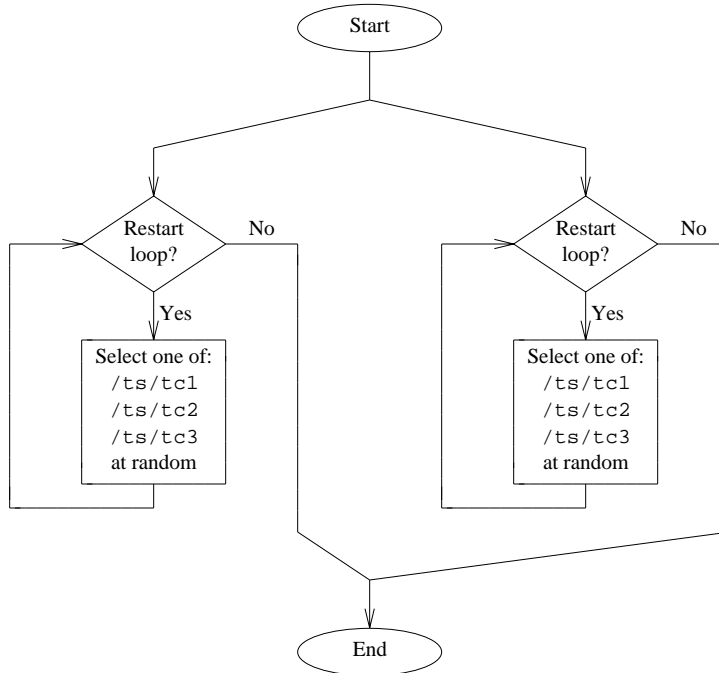 Start
Restart
loop?
No
Yes
Select one of:
/ts/tc1
/ts/tc2
/ts/tc3
at random
Restart
loop?
No
Yes
Select one of:
/ts/tc1
/ts/tc2
/ts/tc3
at random
End